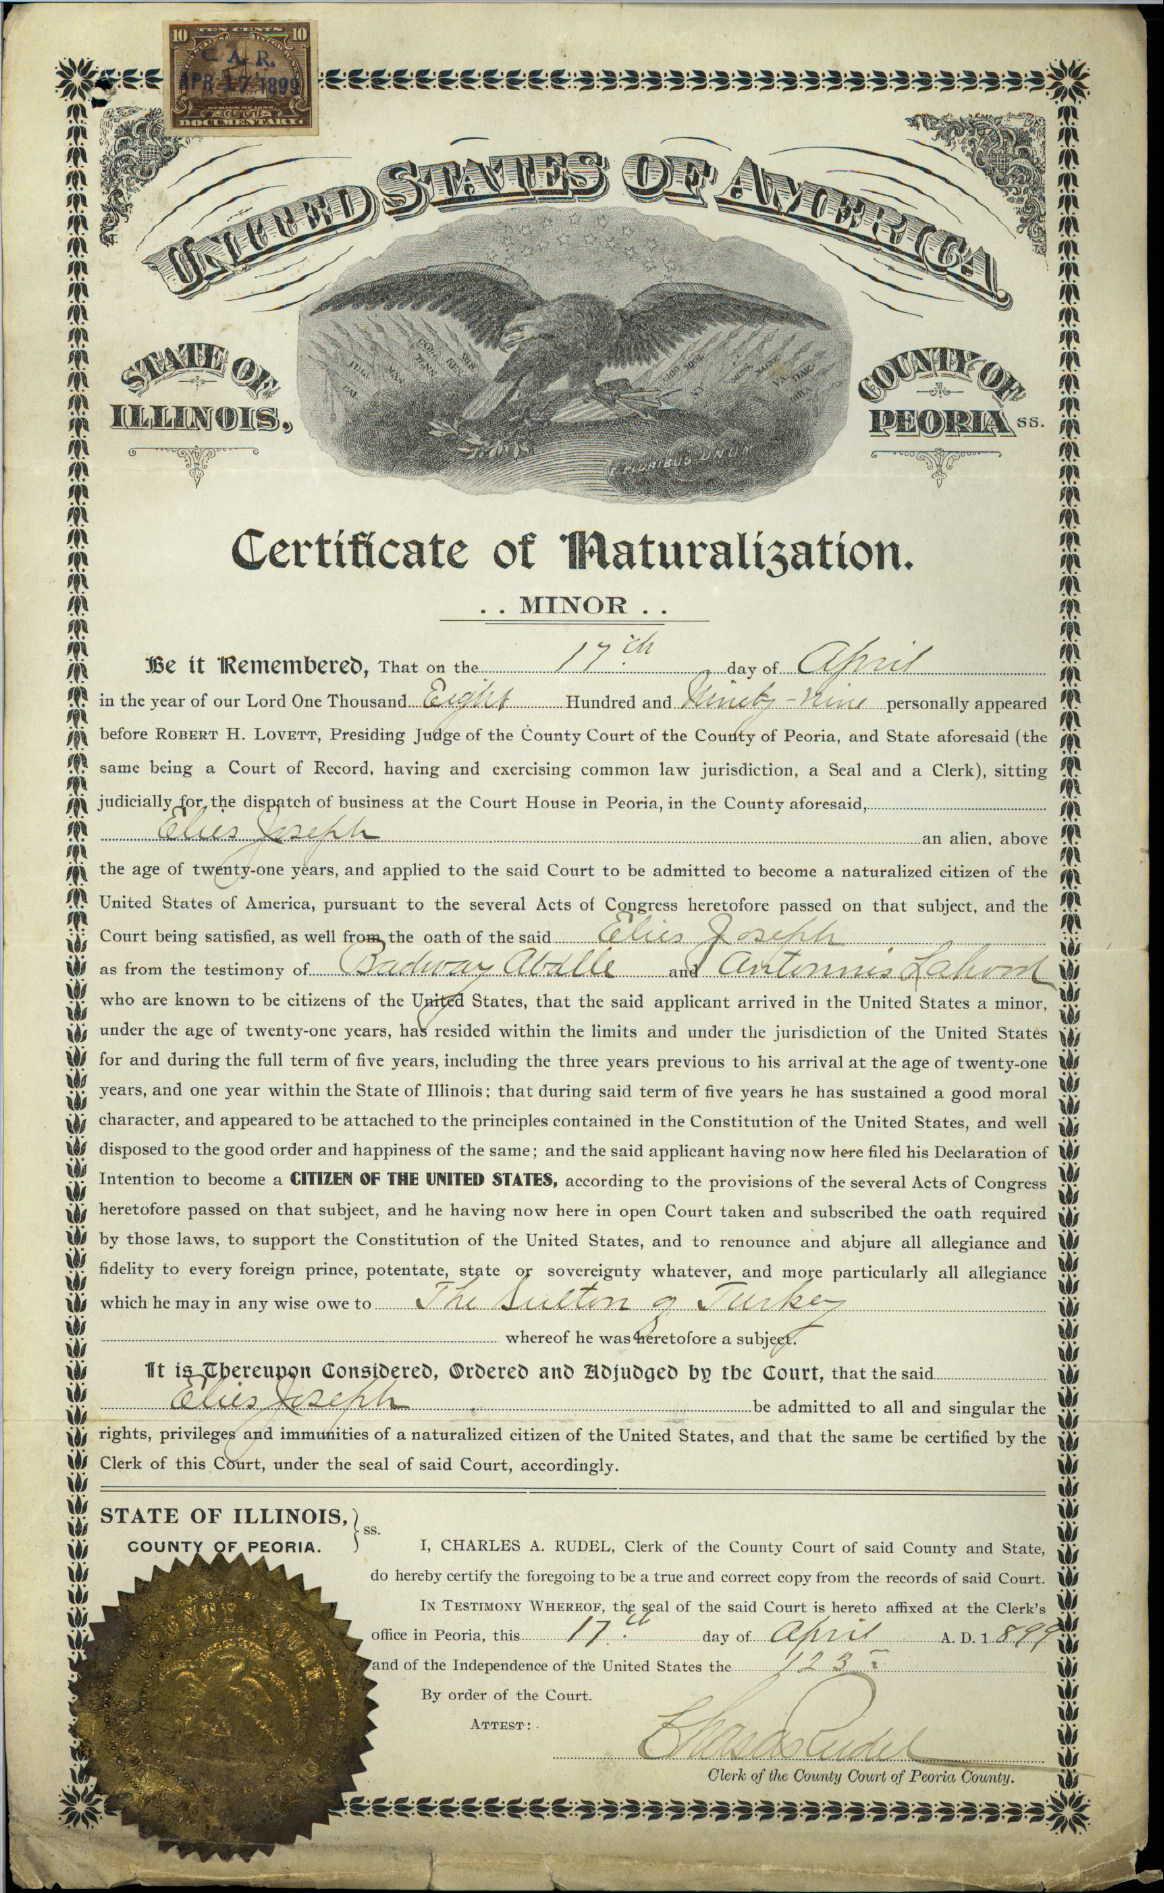 10 TEN CENTS 10
C. A. R.
APR 17 1899
DOCUMENTARY
UNITED STATES OF AMERICA
STATE OF
ILLINOIS,
COUNTY OF
PEORIA SS.
E PLURIBUS UNUM
Certificate of Naturalization.
. . MINOR . .
Be it Remembered, That on the 17th day of April
in the year of our Lord One Thousand Eight Hundred and Ninety-nine personally appeared
before ROBERT H. LOVETT, Presiding Judge of the County Court of the County of Peoria, and State aforesaid (the
same being a Court of Record, having and exercising common law jurisdiction, a Seal and a Clerk), sitting
judicially for the dispatch of business at the Court House in Peoria, in the County aforesaid,
Elies Joseph an alien, above
the age of twenty-one years, and applied to the said Court to be admitted to become a naturalized citizen of the
United States of America, pursuant to the several Acts of Congress heretofore passed on that subject, and the
Court being satisfied, as well from the oath of the said Elies Joseph
as from the testimony of Badway Abdlle and Antonnis Lahood
who are known to be citizens of the United States, that the said applicant arrived in the United States a minor,
under the age of twenty-one years, has resided within the limits and under the jurisdiction of the United States
for and during the full term of five years, including the three years previous to his arrival at the age of twenty-one
years, and one year within the State of Illinois; that during said term of five years he has sustained a good moral
character, and appeared to be attached to the principles contained in the Constitution of the United States, and well
disposed to the good order and happiness of the same; and the said applicant having now here filed his Declaration of
Intention to become a CITIZEN OF THE UNITED STATES, according to the provisions of the several Acts of Congress
heretofore passed on that subject, and he having now here in open Court taken and subscribed the oath required
by those laws, to support the Constitution of the United States, and to renounce and abjure all allegiance and
fidelity to every foreign prince, potentate, state or sovereignty whatever, and more particularly all allegiance
which he may in any wise owe to The Sulton of Turkey
whereof he was heretofore a subject.
It is Thereupon Considered, Ordered and Adjudged by the Court, that the said
Elies Joseph be admitted to all and singular the
rights, privileges and immunities of a naturalized citizen of the United States, and that the same be certified by the
Clerk of this Court, under the seal of said Court, accordingly.
STATE OF ILLINOIS,
COUNTY OF PEORIA. } ss.
I, CHARLES A. RUDEL, Clerk of the County Court of said County and State,
do hereby certify the foregoing to be a true and correct copy from the records of said Court.
IN TESTIMONY WHEREOF, the seal of the said Court is hereto affixed at the Clerk's
office in Peoria, this 17th day of April A. D. 1899
and of the Independence of the United States the 123d
By order of the Court.
ATTEST:
Chas A Rudel
Clerk of the County Court of Peoria County.